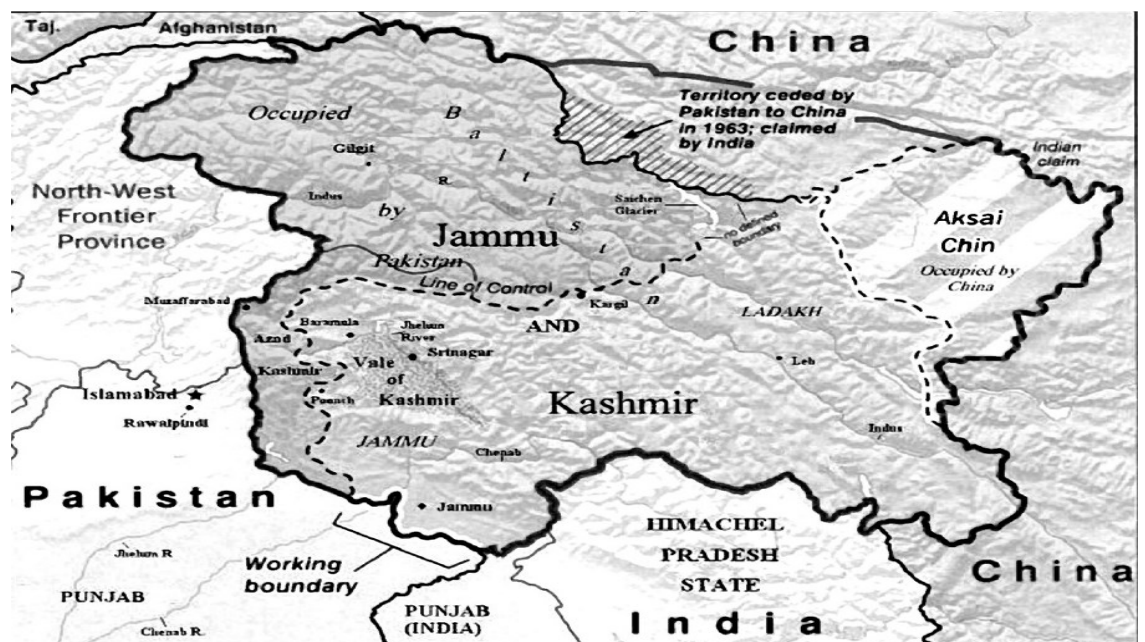 Taj.
Afghanistan
China
Occupied
B
a
l
t
i
s
t
a
n
Territory ceded by
Pakistan to China
in 1963; claimed
by India
Indian
claim
Gilgit
Indus
R.
by
Saichen
Glacier
no defined
boundary
North-West
Frontier
Province
Jammu
Aksai
Chin
Occupied by
China
Pakistan
Line of Control
Muzaffarabad
Kargil
LADAKH
AND
Baramula
Jhelum
River
Azad
Srinagar
Vale
of
Kashmir
Kashmir
Leh
Islamabad
Poonch
Rawalpindi
Kashmir
JAMMU
Chenab
Indus
Pakistan
Jammu
HIMACHEL
PRADESH
STATE
Jhelum R
Working
boundary
China
PUNJAB
PUNJAB
(INDIA)
India
Chenab R.